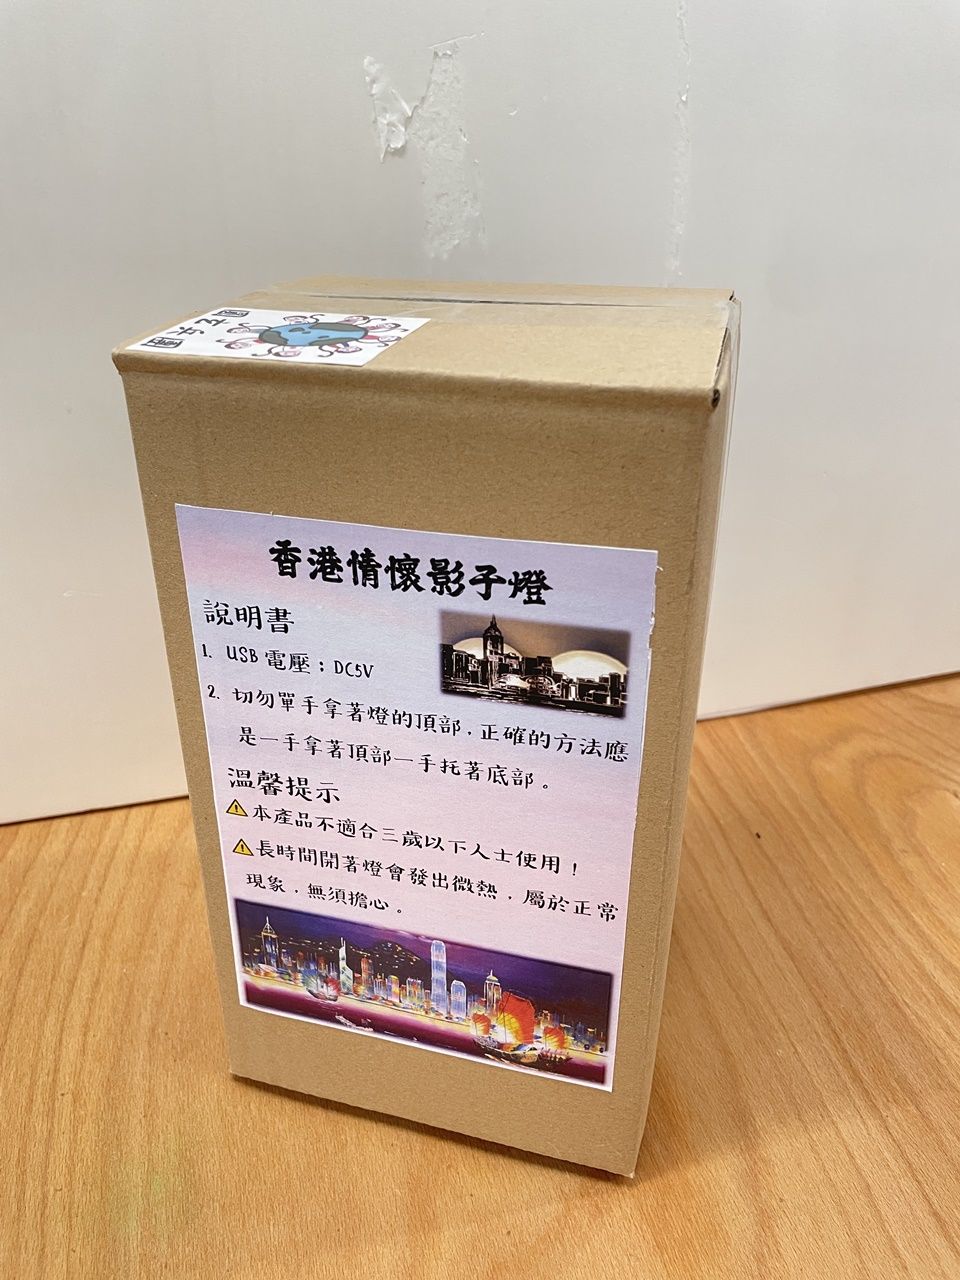 香港情懷影子燈
說明書
1. USB 電壓：DC5V
2. 切勿單手拿著燈的頂部，正確的方法應
是一手拿著頂部一手托著底部。
溫馨提示
本產品不適合三歲以下人士使用！
長時間開著燈會發出微熱，屬於正常
現象，無須擔心。